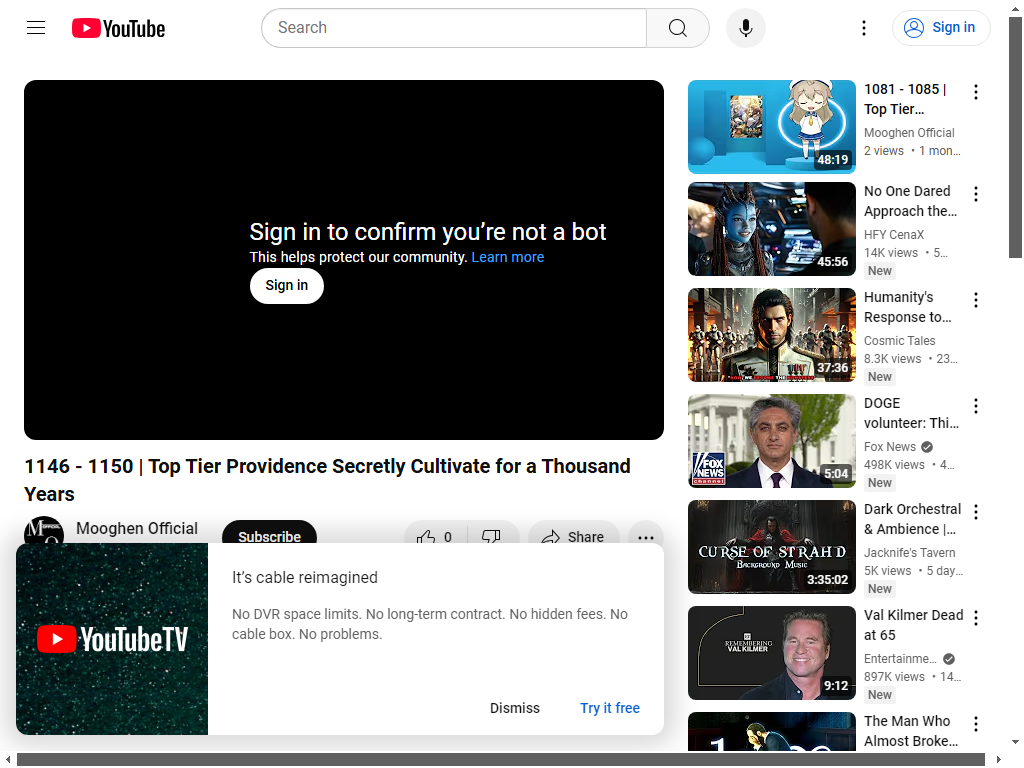 YouTube
Search
Sign in
Sign in to confirm you’re not a bot
This helps protect our community. Learn more
Sign in
1146 - 1150 | Top Tier Providence Secretly Cultivate for a Thousand
Years
Mooghen Official
Subscribe
0
Share
YouTubeTV
It’s cable reimagined
No DVR space limits. No long-term contract. No hidden fees. No
cable box. No problems.
Dismiss
Try it free
48:19
1081 - 1085 |
Top Tier…
Mooghen Official
2 views • 1 mon…
45:56
No One Dared
Approach the…
HFY CenaX
14K views • 5…
New
37:36
Humanity's
Response to…
Cosmic Tales
8.3K views • 23…
New
FOX
NEWS
channel
5:04
DOGE
volunteer: Thi…
Fox News
498K views • 4…
New
CURSE OF STRAHD
BACKGROUND MUSIC
3:35:02
Dark Orchestral
& Ambience |…
Jacknife's Tavern
5K views • 5 day…
New
REMEMBERING
VAL KILMER
9:12
Val Kilmer Dead
at 65
Entertainme…
897K views • 14…
New
The Man Who
Almost Broke…